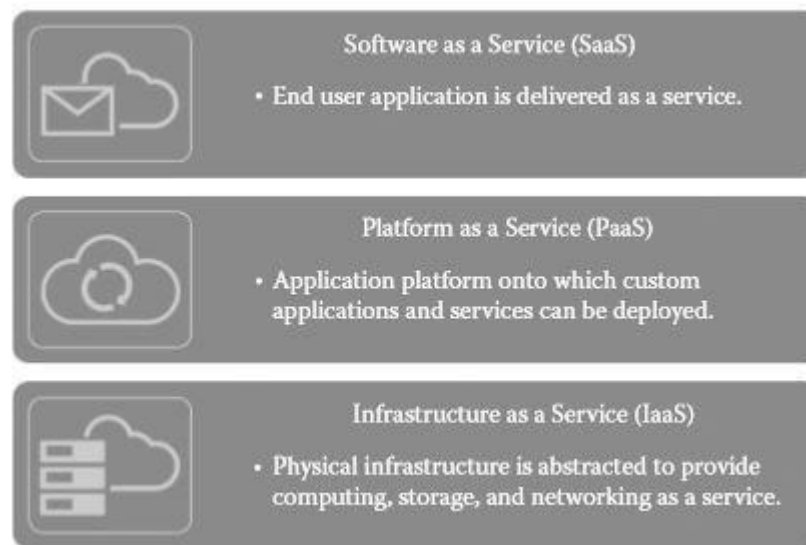 Software as a Service (SaaS)
• End user application is delivered as a service.
Platform as a Service (PaaS)
• Application platform onto which custom
applications and services can be deployed.
Infrastructure as a Service (IaaS)
• Physical infrastructure is abstracted to provide
computing, storage, and networking as a service.